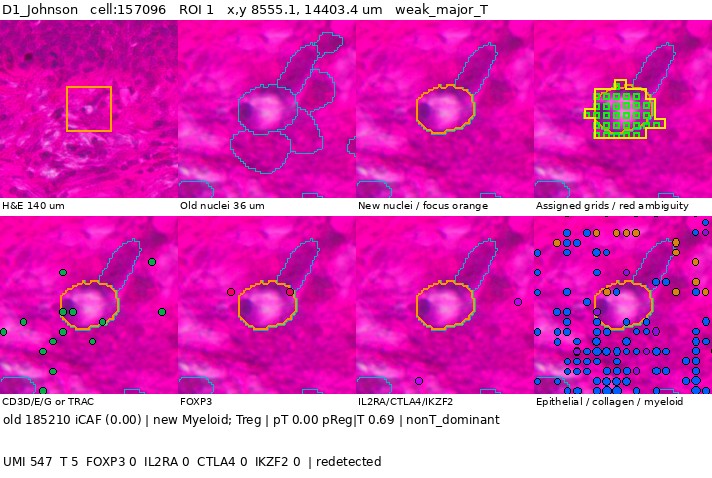 D1_Johnson   cell:157096   ROI 1   x,y 8555.1, 14403.4 um   weak_major_T
H&E 140 um
Old nuclei 36 um
New nuclei / focus orange
Assigned grids / red ambiguity
CD3D/E/G or TRAC
FOXP3
IL2RA/CTLA4/IKZF2
Epithelial / collagen / myeloid
old 185210 iCAF (0.00) | new Myeloid; Treg | pT 0.00 pReg|T 0.69 | nonT_dominant
UMI 547  T 5  FOXP3 0  IL2RA 0  CTLA4 0  IKZF2 0  | redetected